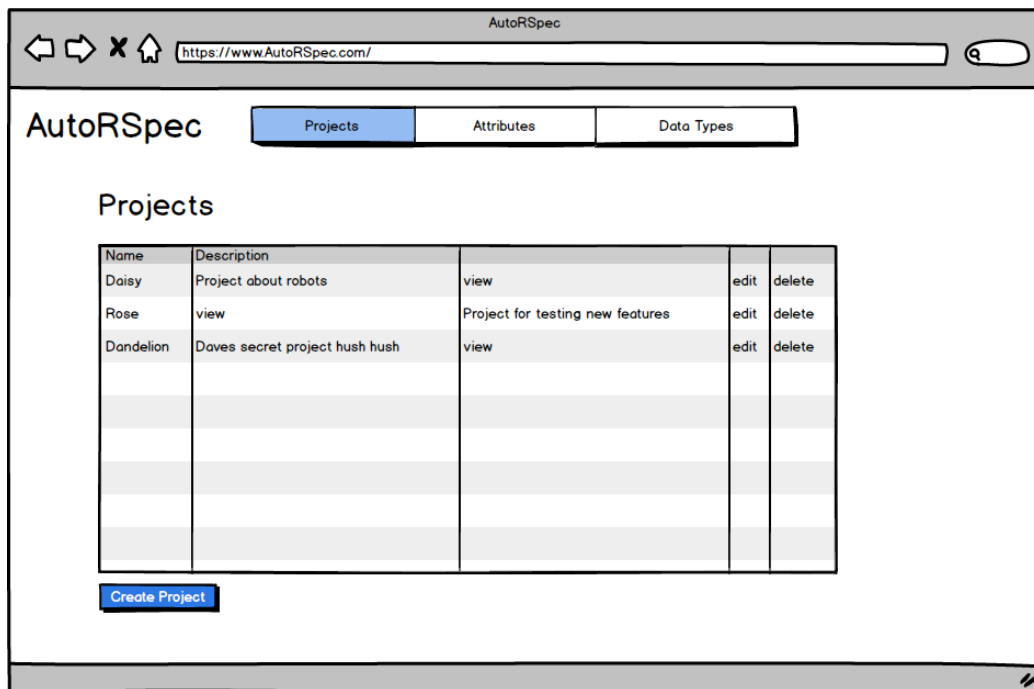 AutoRSpec
https://www.AutoRSpec.com/
AutoRSpec Projects Attributes Data Types
Projects
Name Description
Daisy Project about robots view edit delete
Rose view Project for testing new features edit delete
Dandelion Daves secret project hush hush view edit delete
Create Project